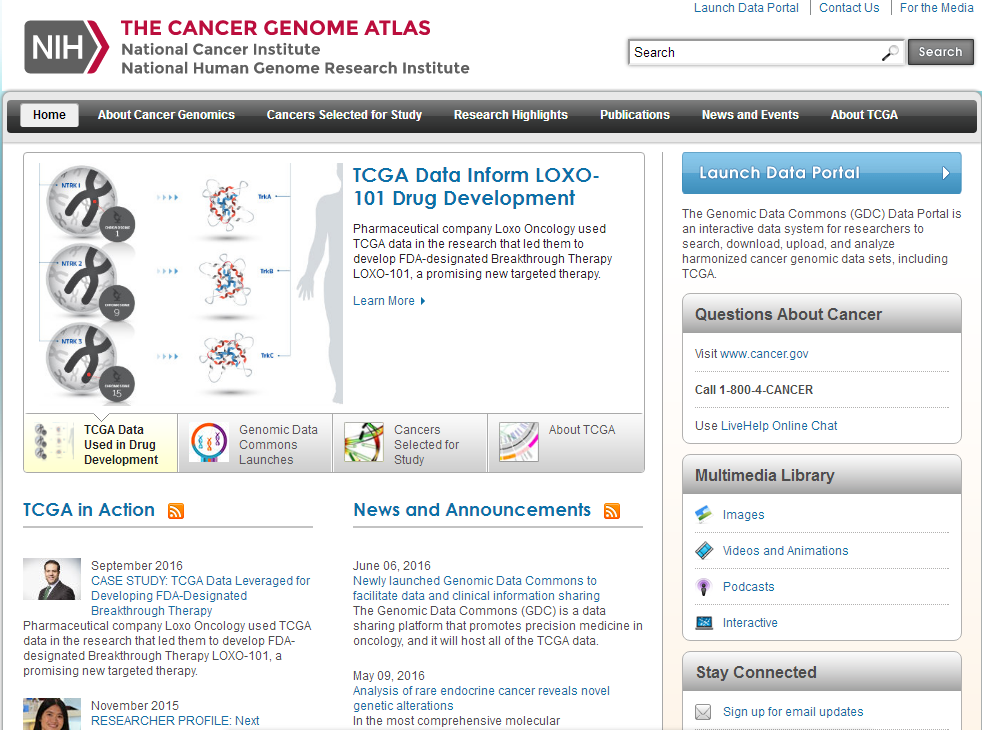 Launch Data Portal
Contact Us
For the Media
NIH
THE CANCER GENOME ATLAS
National Cancer Institute
National Human Genome Research Institute
Search
Search
Home
About Cancer Genomics
Cancers Selected for Study
Research Highlights
Publications
News and Events
About TCGA
NTRK 1
TrkA
1
NTRK 2
TrkB
9
NTRK 3
TrkC
15
TCGA Data Inform LOXO-
101 Drug Development
Pharmaceutical company Loxo Oncology used
TCGA data in the research that led them to
develop FDA-designated Breakthrough Therapy
LOXO-101, a promising new targeted therapy.
Learn More
TCGA Data
Used in Drug
Development
Genomic Data
Commons
Launches
Cancers
Selected for
Study
About TCGA
TCGA in Action
September 2016
CASE STUDY: TCGA Data Leveraged for
Developing FDA-Designated
Breakthrough Therapy
Pharmaceutical company Loxo Oncology used TCGA
data in the research that led them to develop FDA-
designated Breakthrough Therapy LOXO-101, a
promising new targeted therapy.
November 2015
RESEARCHER PROFILE: Next
News and Announcements
June 06, 2016
Newly launched Genomic Data Commons to
facilitate data and clinical information sharing
The Genomic Data Commons (GDC) is a data
sharing platform that promotes precision medicine in
oncology, and it will host all of the TCGA data.
May 09, 2016
Analysis of rare endocrine cancer reveals novel
genetic alterations
In the most comprehensive molecular
Launch Data Portal
The Genomic Data Commons (GDC) Data Portal is
an interactive data system for researchers to
search, download, upload, and analyze
harmonized cancer genomic data sets, including
TCGA.
Questions About Cancer
Visit www.cancer.gov
Call 1-800-4-CANCER
Use LiveHelp Online Chat
Multimedia Library
Images
Videos and Animations
Podcasts
Interactive
Stay Connected
Sign up for email updates